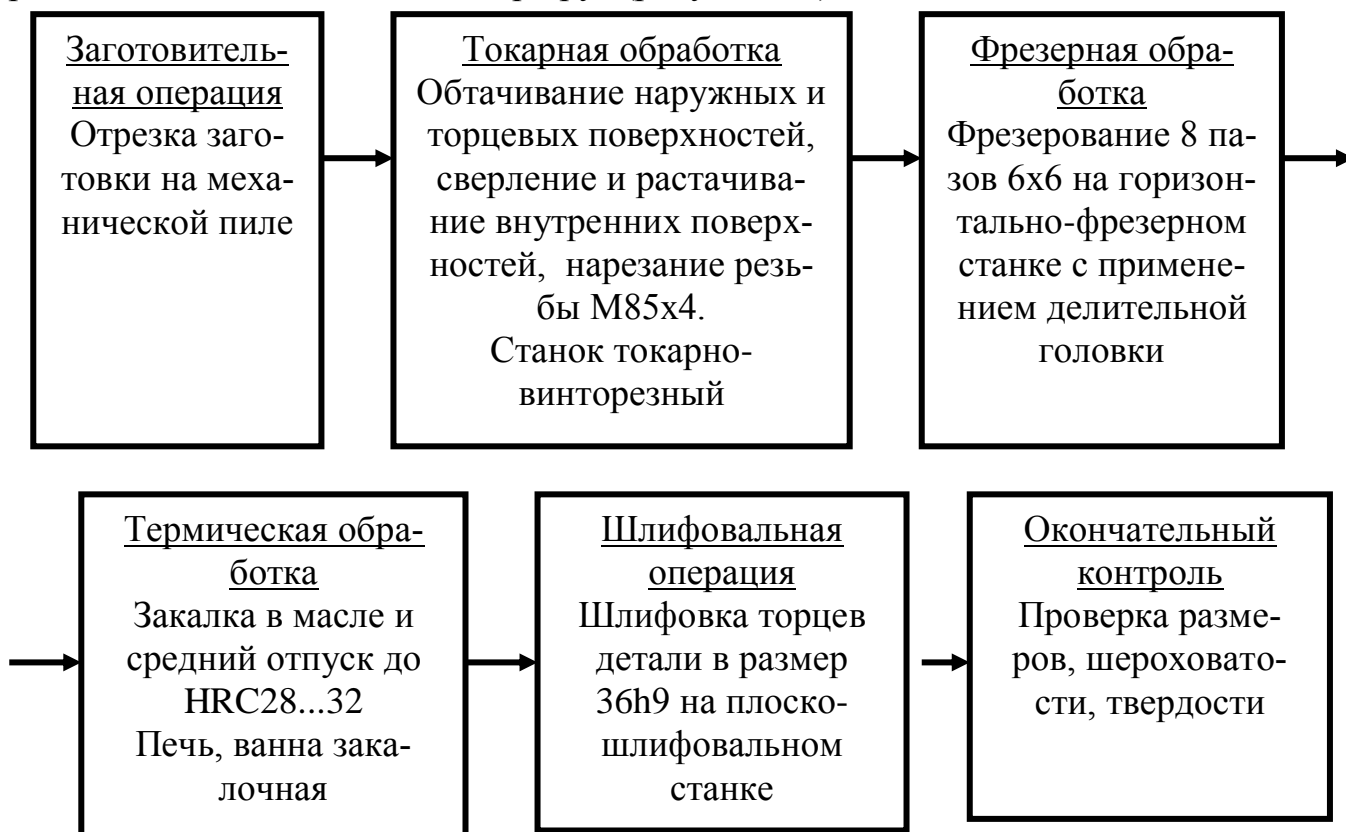 Заготовитель-
ная операция
Отрезка заго-
товки на меха-
нической пиле
Токарная обработка
Обтачивание наружных и
торцевых поверхностей,
сверление и растачива-
ние внутренних поверх-
ностей, нарезание резь-
бы М85х4.
Станок токарно-
винторезный
Фрезерная обра-
ботка
Фрезерование 8 па-
зов 6х6 на горизон-
тально-фрезерном
станке с примене-
нием делительной
головки
Термическая обра-
ботка
Закалка в масле и
средний отпуск до
HRC28...32
Печь, ванна зака-
лочная
Шлифовальная
операция
Шлифовка торцев
детали в размер
36h9 на плоско-
шлифовальном
станке
Окончательный
контроль
Проверка разме-
ров, шероховато-
сти, твердости